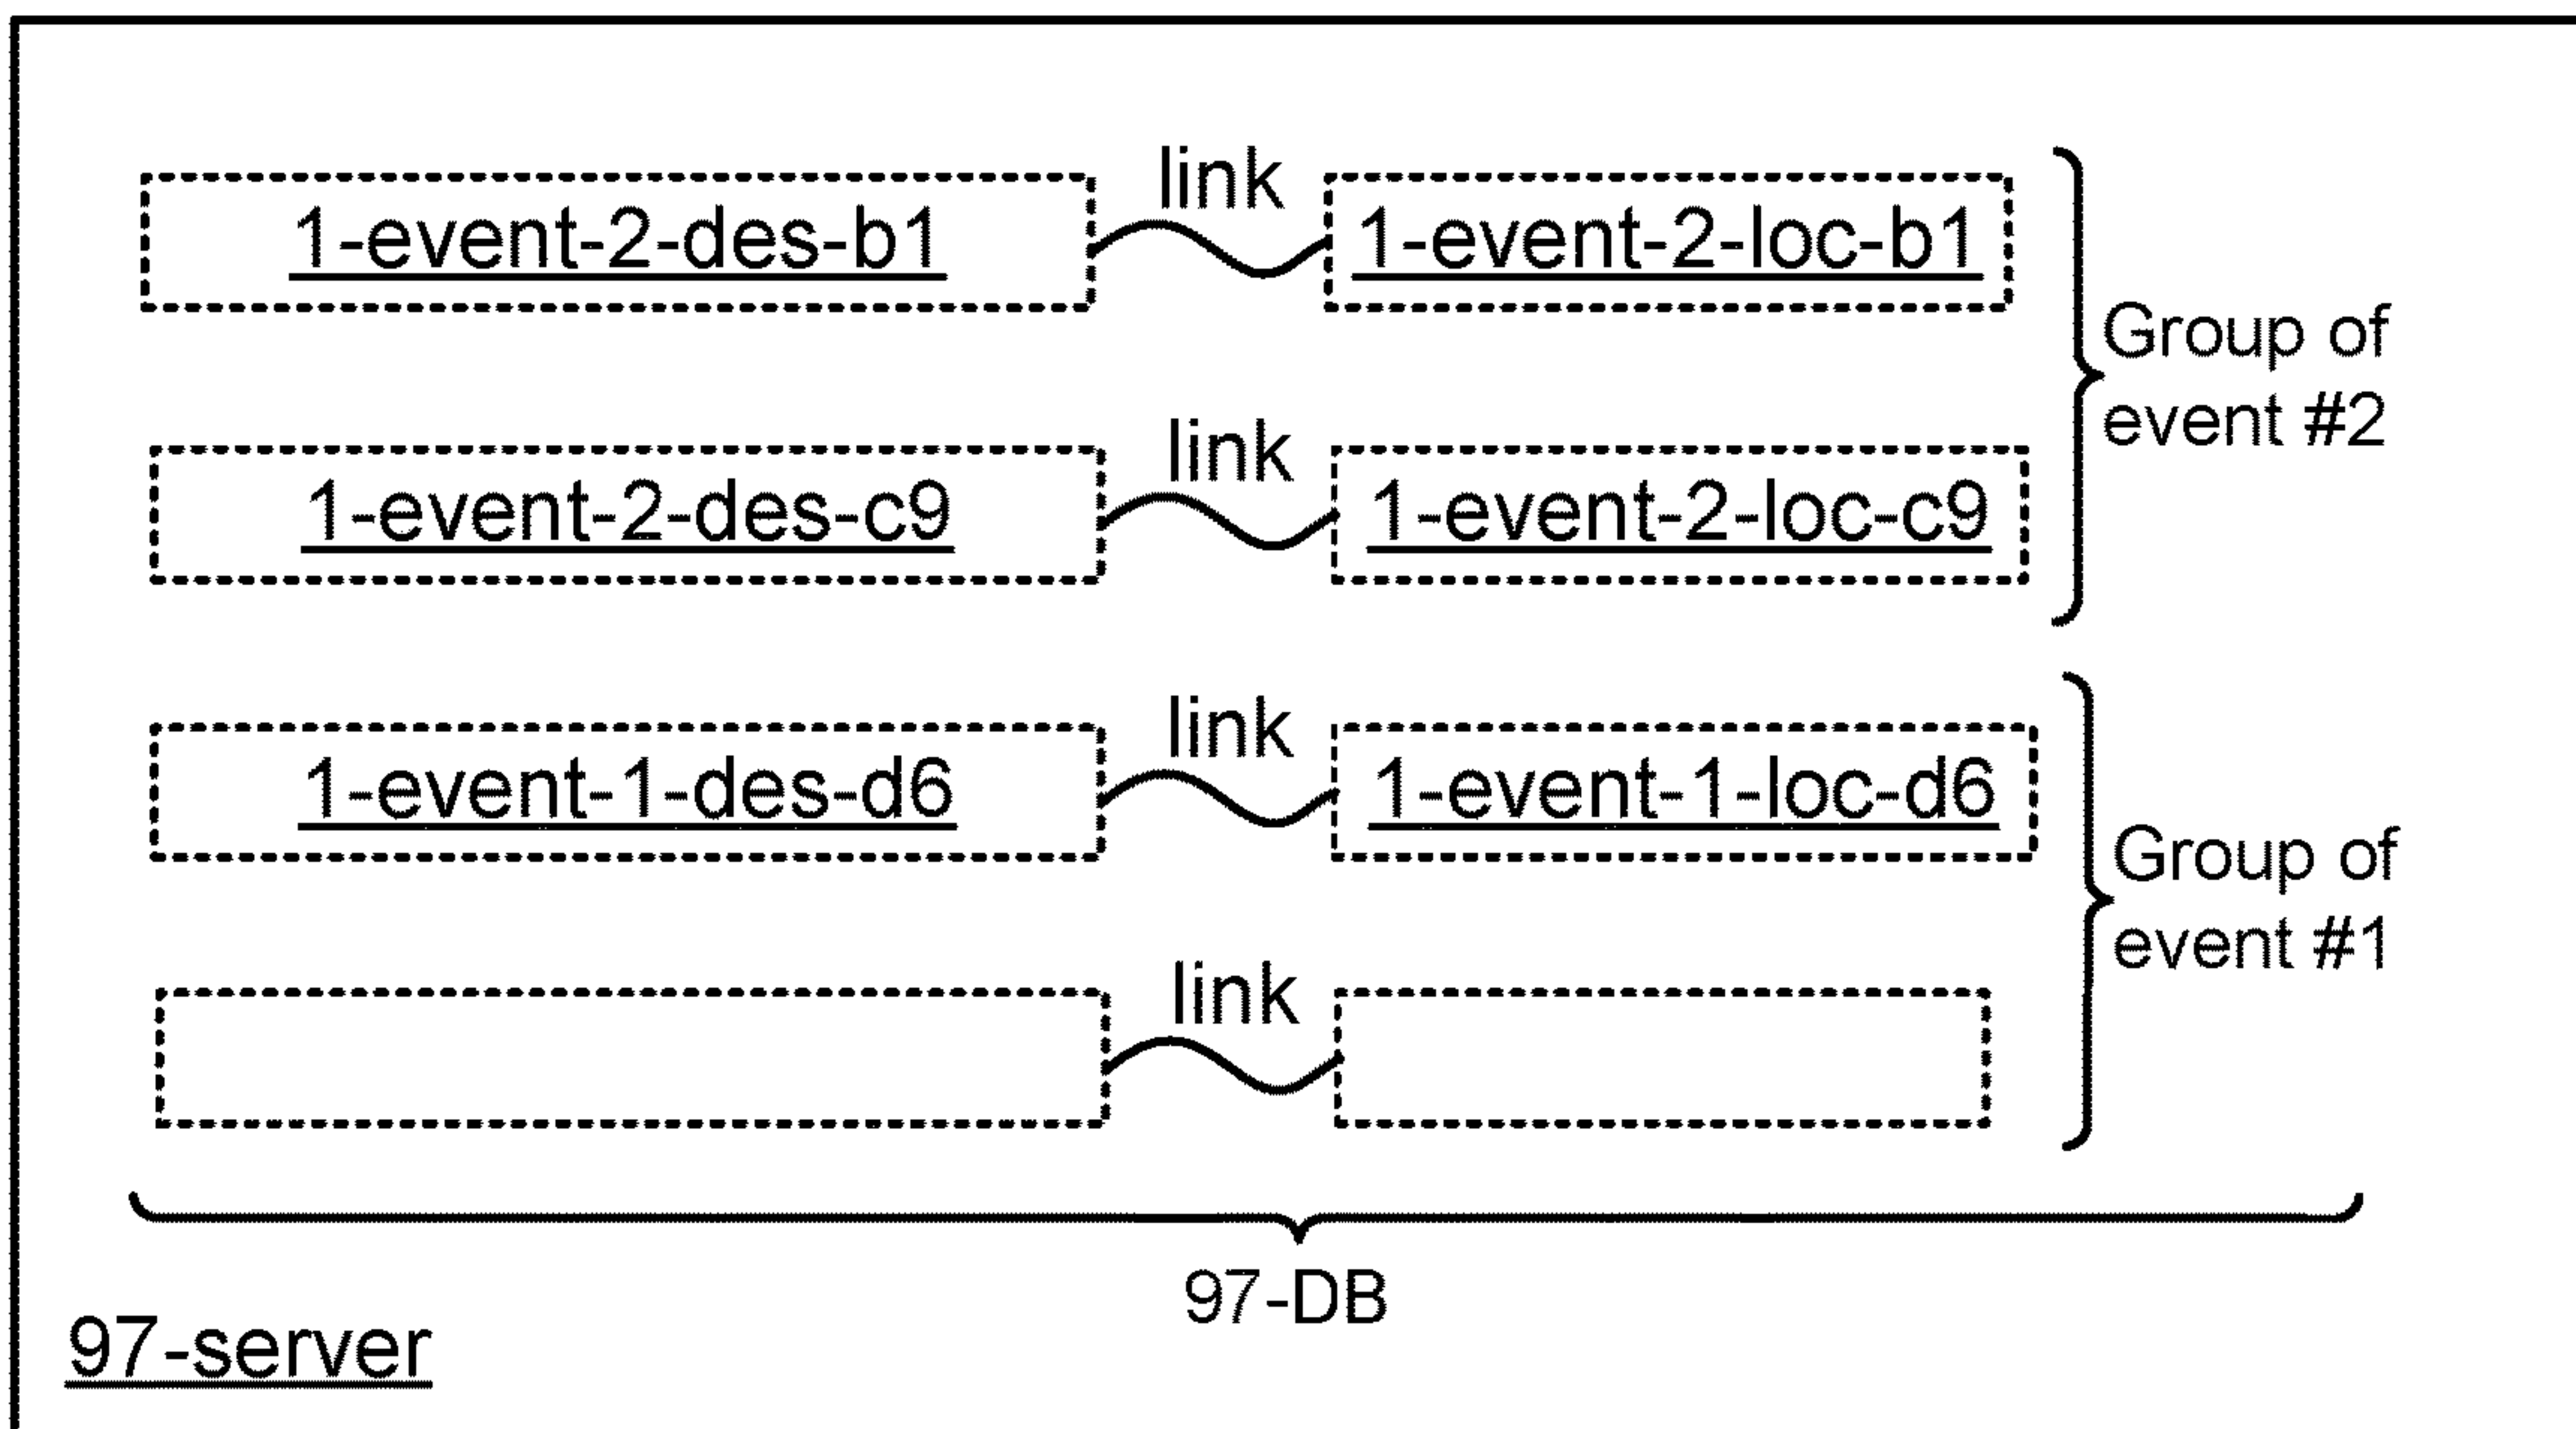 link
1-event-2-des-b1 1-event-2-loc-b1
Group of
event #2
link
1-event-2-des-c9 1-event-2-loc-c9
link
1-event-1-des-d6 1-event-1-loc-d6
Group of
event #1
link
97-DB
97-server